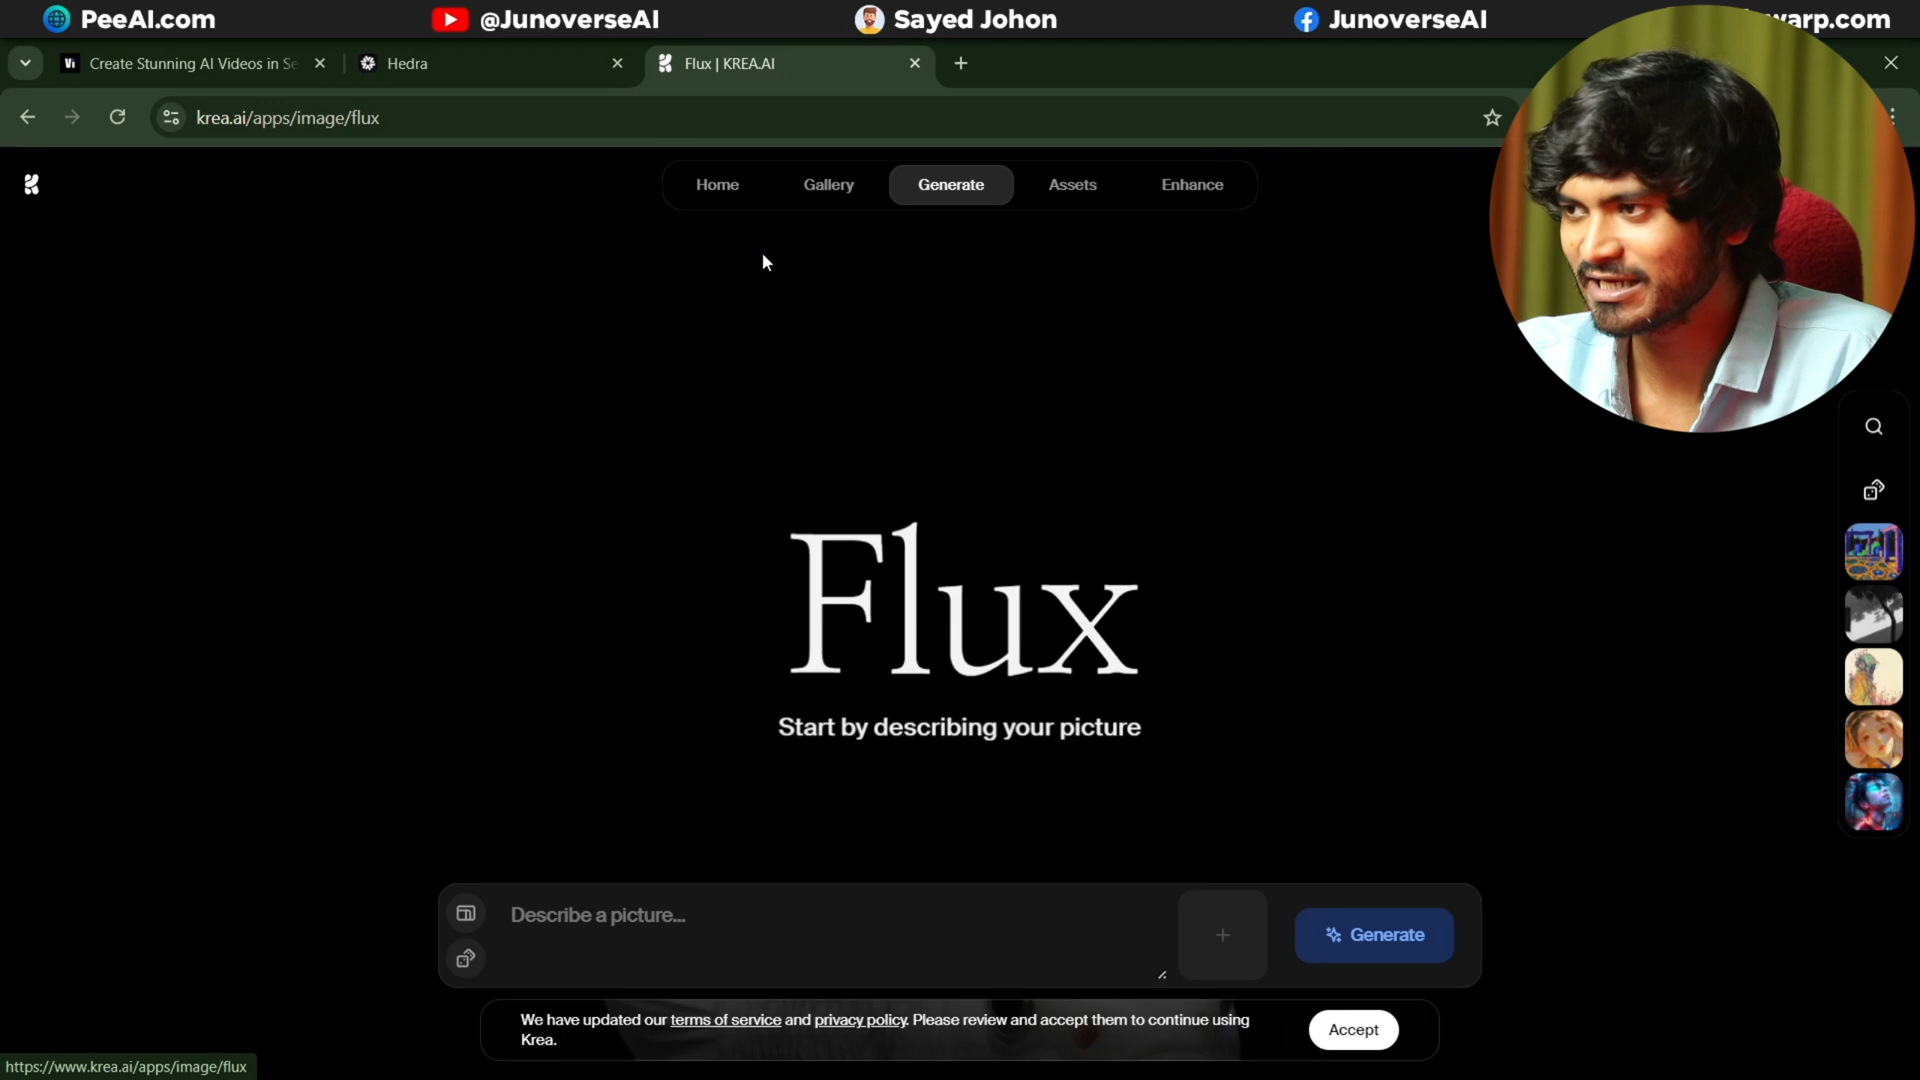 PeeAI.com
@JunoverseAI
Sayed Johon
JunoverseAI
warp.com
Create Stunning AI Videos in Se
Hedra
Flux | KREA.AI
krea.ai/apps/image/flux
Home
Gallery
Generate
Assets
Enhance
Flux
Start by describing your picture
Describe a picture...
Generate
We have updated our terms of service and privacy policy. Please review and accept them to continue using
Krea.
Accept
https://www.krea.ai/apps/image/flux